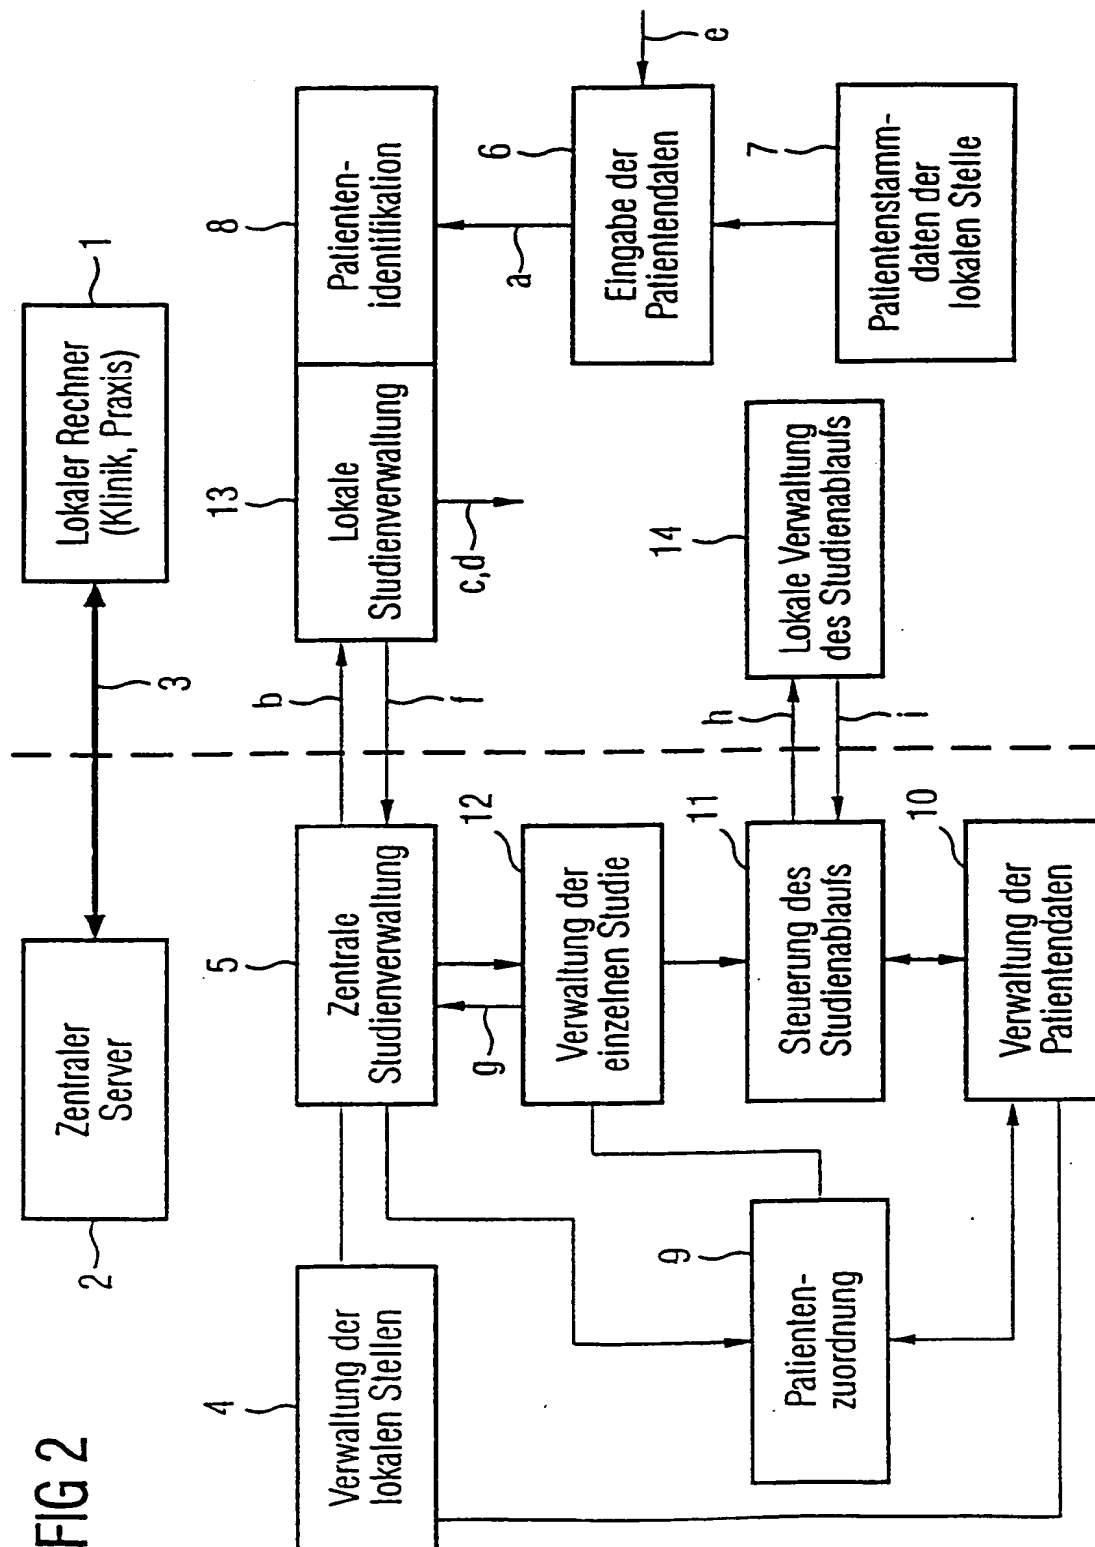 FIG 2
2
Zentraler
Server
3
Lokaler Rechner
(Klinik, Praxis)
1
4
Verwaltung der
lokalen Stellen
5
Zentrale
Studienverwaltung
b
f
13
Lokale
Studienverwaltung
8
Patienten-
identifikation
c,d
a
g
12
Verwaltung der
einzelnen Studie
6
Eingabe der
Patientendaten
e
9
Patienten-
zuordnung
11
Steuerung des
Studienablaufs
h
i
14
Lokale Verwaltung
des Studienablaufs
7
Patientenstamm-
daten der
lokalen Stelle
10
Verwaltung der
Patientendaten